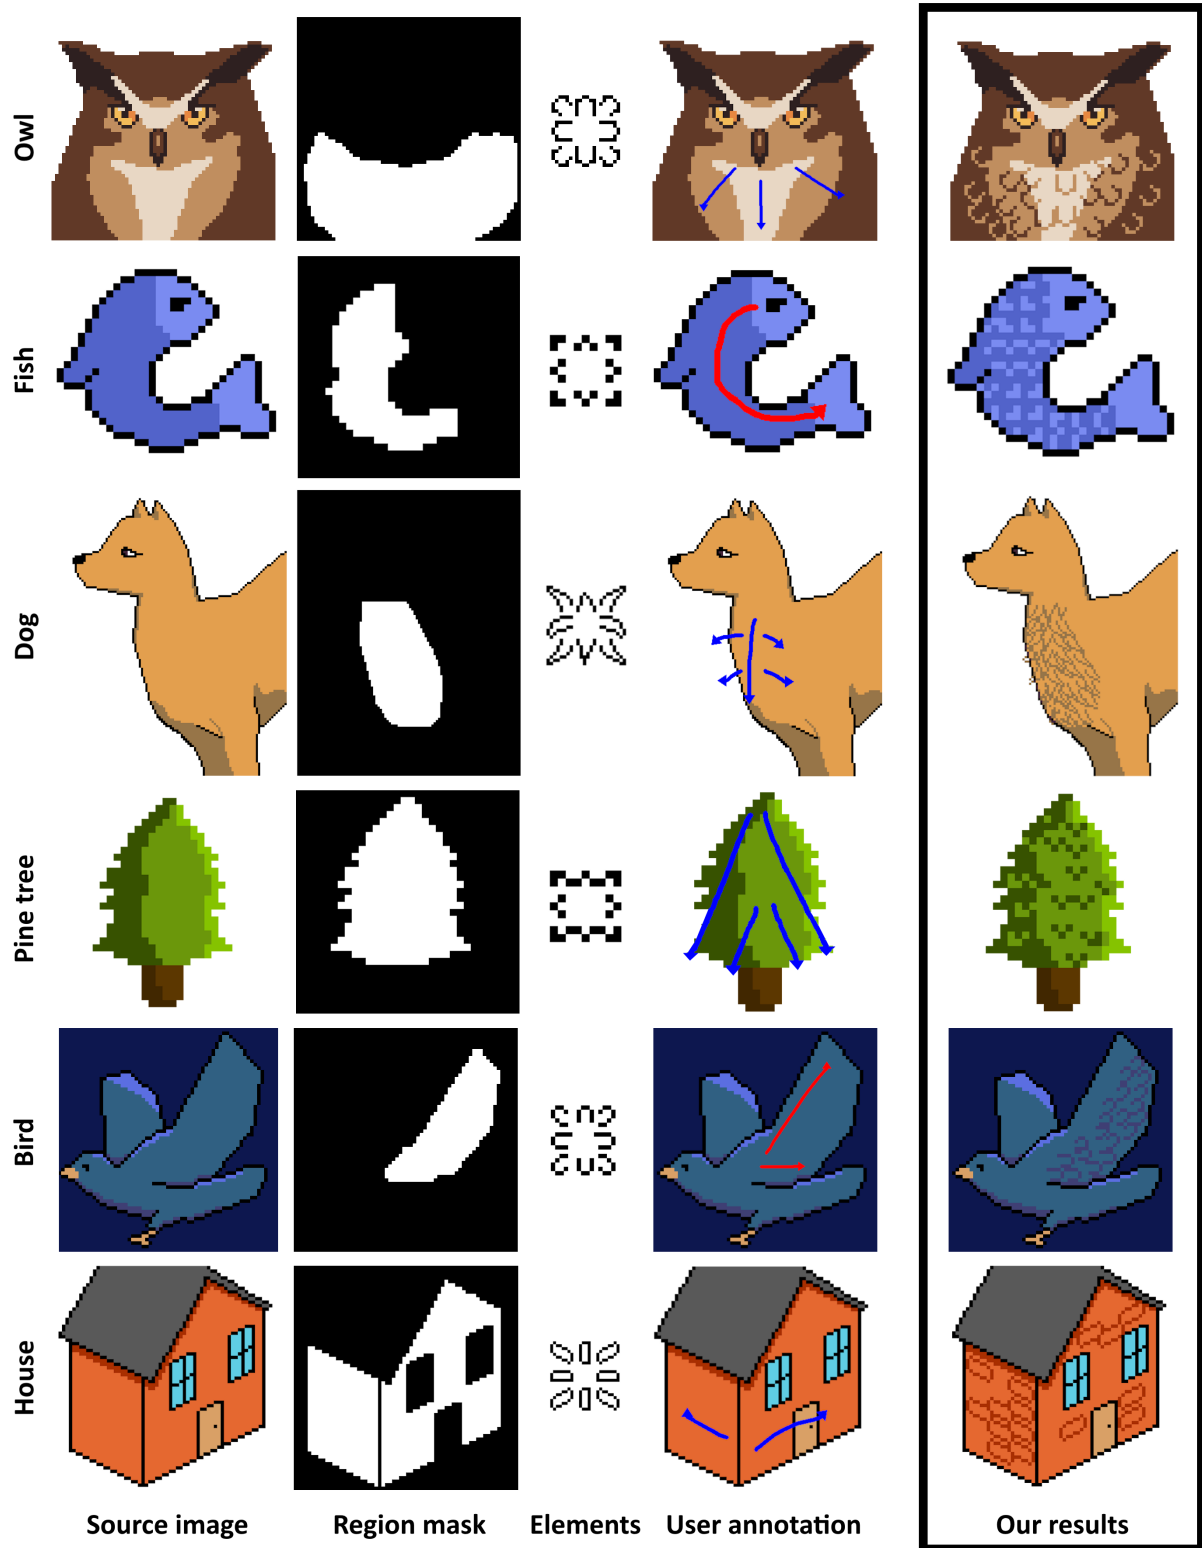 Owl
Fish
Dog
Pine tree
Bird
House
Source image
Region mask
Elements
User annotation
Our results